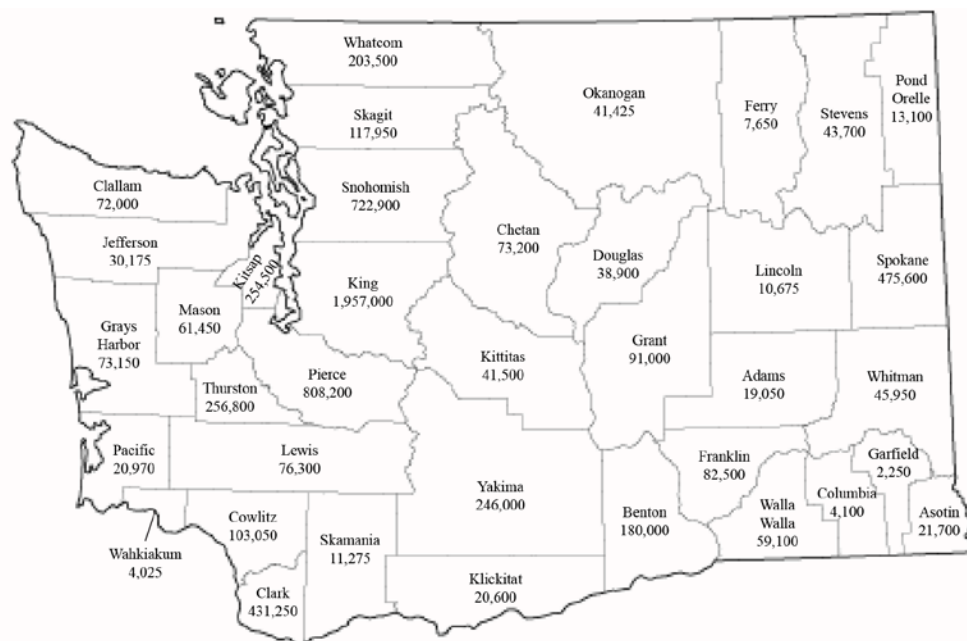 Whatcom
203,500
Skagit
117,950
Snohomish
722,900
King
1,957,000
Pierce
808,200
Clallam
72,000
Jefferson
30,175
Kitsap
254,500
Mason
61,450
Grays
Harbor
73,150
Thurston
256,800
Pacific
20,970
Lewis
76,300
Wahkiakum
4,025
Cowlitz
103,050
Clark
431,250
Skamania
11,275
Okanogan
41,425
Chetan
73,200
Douglas
38,900
Kittitas
41,500
Grant
91,000
Yakima
246,000
Klickitat
20,600
Benton
180,000
Ferry
7,650
Stevens
43,700
Pond
Orelle
13,100
Lincoln
10,675
Spokane
475,600
Adams
19,050
Whitman
45,950
Franklin
82,500
Walla
Walla
59,100
Columbia
4,100
Garfield
2,250
Asotin
21,700